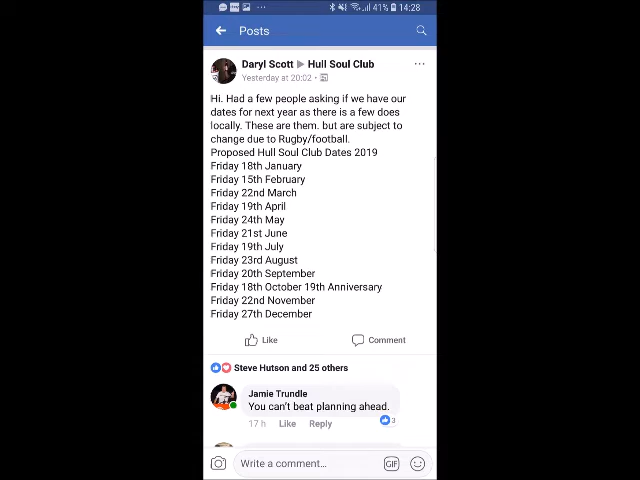 41% 14:28
Posts
Daryl Scott ▶ Hull Soul Club
Yesterday at 20:02 •
Hi. Had a few people asking if we have our
dates for next year as there is a few does
locally. These are them. but are subject to
change due to Rugby/football.
Proposed Hull Soul Club Dates 2019
Friday 18th January
Friday 15th February
Friday 22nd March
Friday 19th April
Friday 24th May
Friday 21st June
Friday 19th July
Friday 23rd August
Friday 20th September
Friday 18th October 19th Anniversary
Friday 22nd November
Friday 27th December
Like Comment
Steve Hutson and 25 others
Jamie Trundle
You can't beat planning ahead.
17 h Like Reply 3
Write a comment... GIF